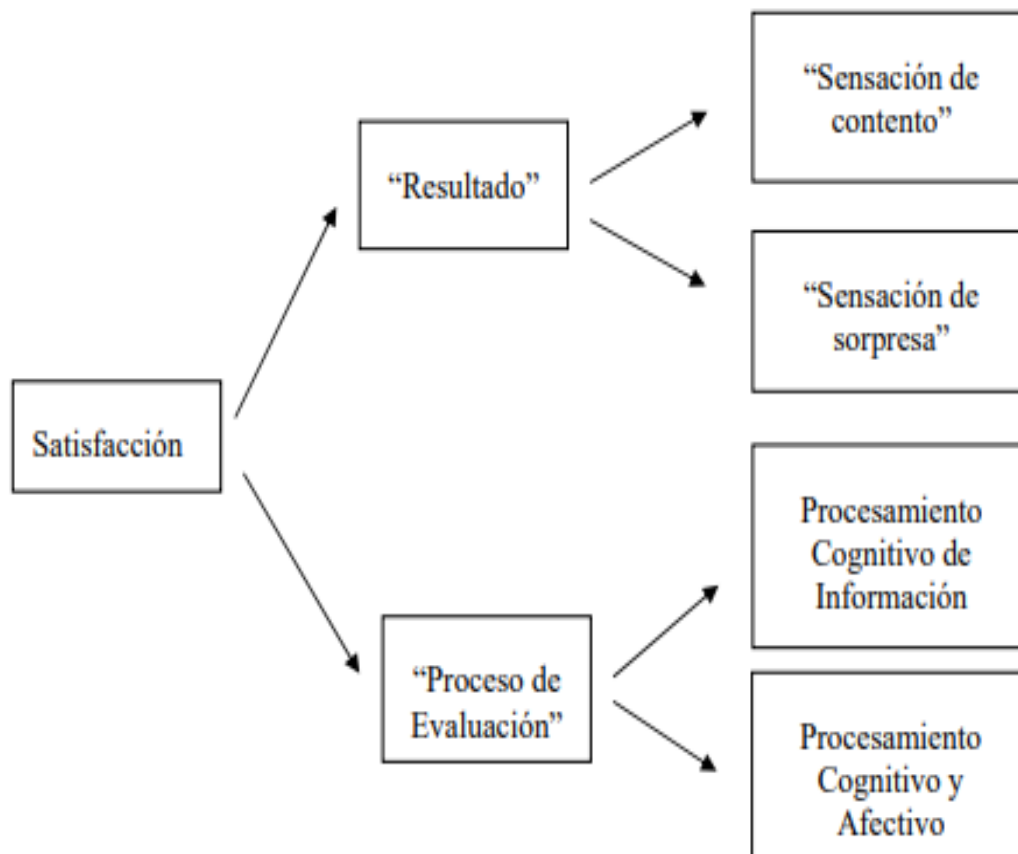 “Sensación de
contento”
“Resultado”
“Sensación de
sorpresa”
Satisfacción
Procesamiento
Cognitivo de
Información
“Proceso de
Evaluación”
Procesamiento
Cognitivo y
Afectivo